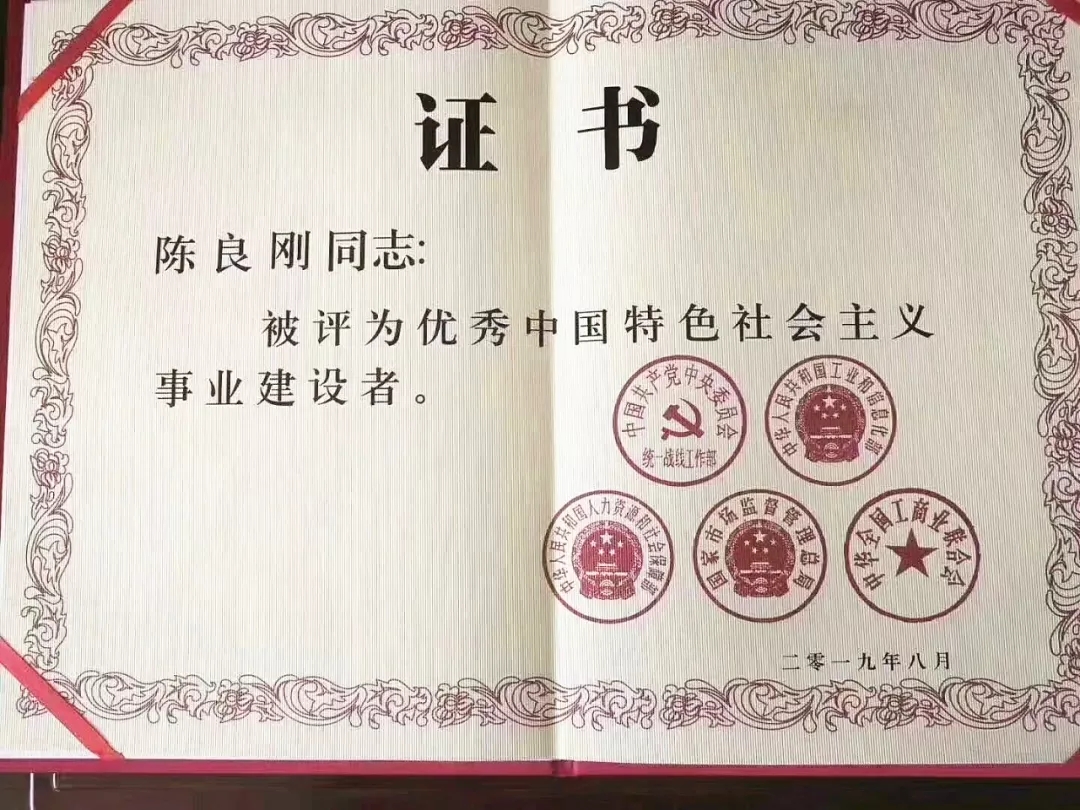 证书
陈良刚同志:
被评为优秀中国特色社会主义
事业建设者。
中国共产党中央委员会
统一战线工作部
中华人民共和国工业和信息化部
中华人民共和国人力资源和社会保障部
国家市场监督管理总局
中华全国工商业联合会
二零一九年八月